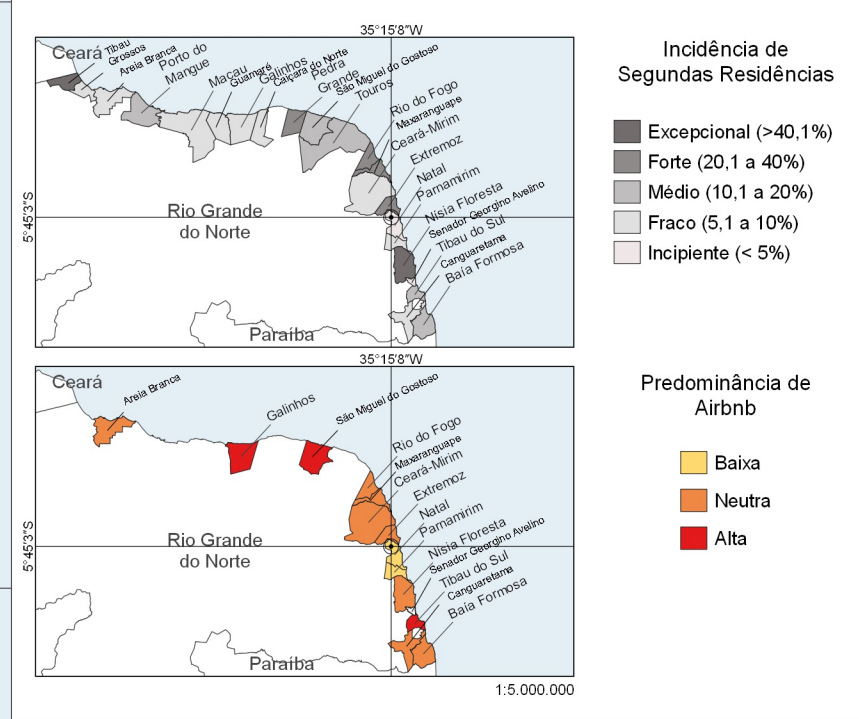 35°15'8"W
Ceará
Tibau
Grossos
Areia Branca
Porto do
Mangue
Macau
Guamaré
Galinhos
Caiçara do Norte
Pedra
Grande
São Miguel do Gostoso
Touros
Rio do Fogo
Maxaranguape
Ceará-Mirim
Extremoz
Natal
Parnamirim
Nísia Floresta
Senador Georgino Avelino
Tibau do Sul
Canguaretama
Baía Formosa
5°45'3"S
Rio Grande
do Norte
Paraíba
Incidência de
Segundas Residências
Excepcional (>40,1%)
Forte (20,1 a 40%)
Médio (10,1 a 20%)
Fraco (5,1 a 10%)
Incipiente (< 5%)
35°15'8"W
Ceará
Areia Branca
Galinhos
São Miguel do Gostoso
Rio do Fogo
Maxaranguape
Ceará-Mirim
Extremoz
Natal
Parnamirim
Nísia Floresta
Senador Georgino Avelino
Tibau do Sul
Canguaretama
Baía Formosa
5°45'3"S
Rio Grande
do Norte
Paraíba
1:5.000.000
Predominância de
Airbnb
Baixa
Neutra
Alta